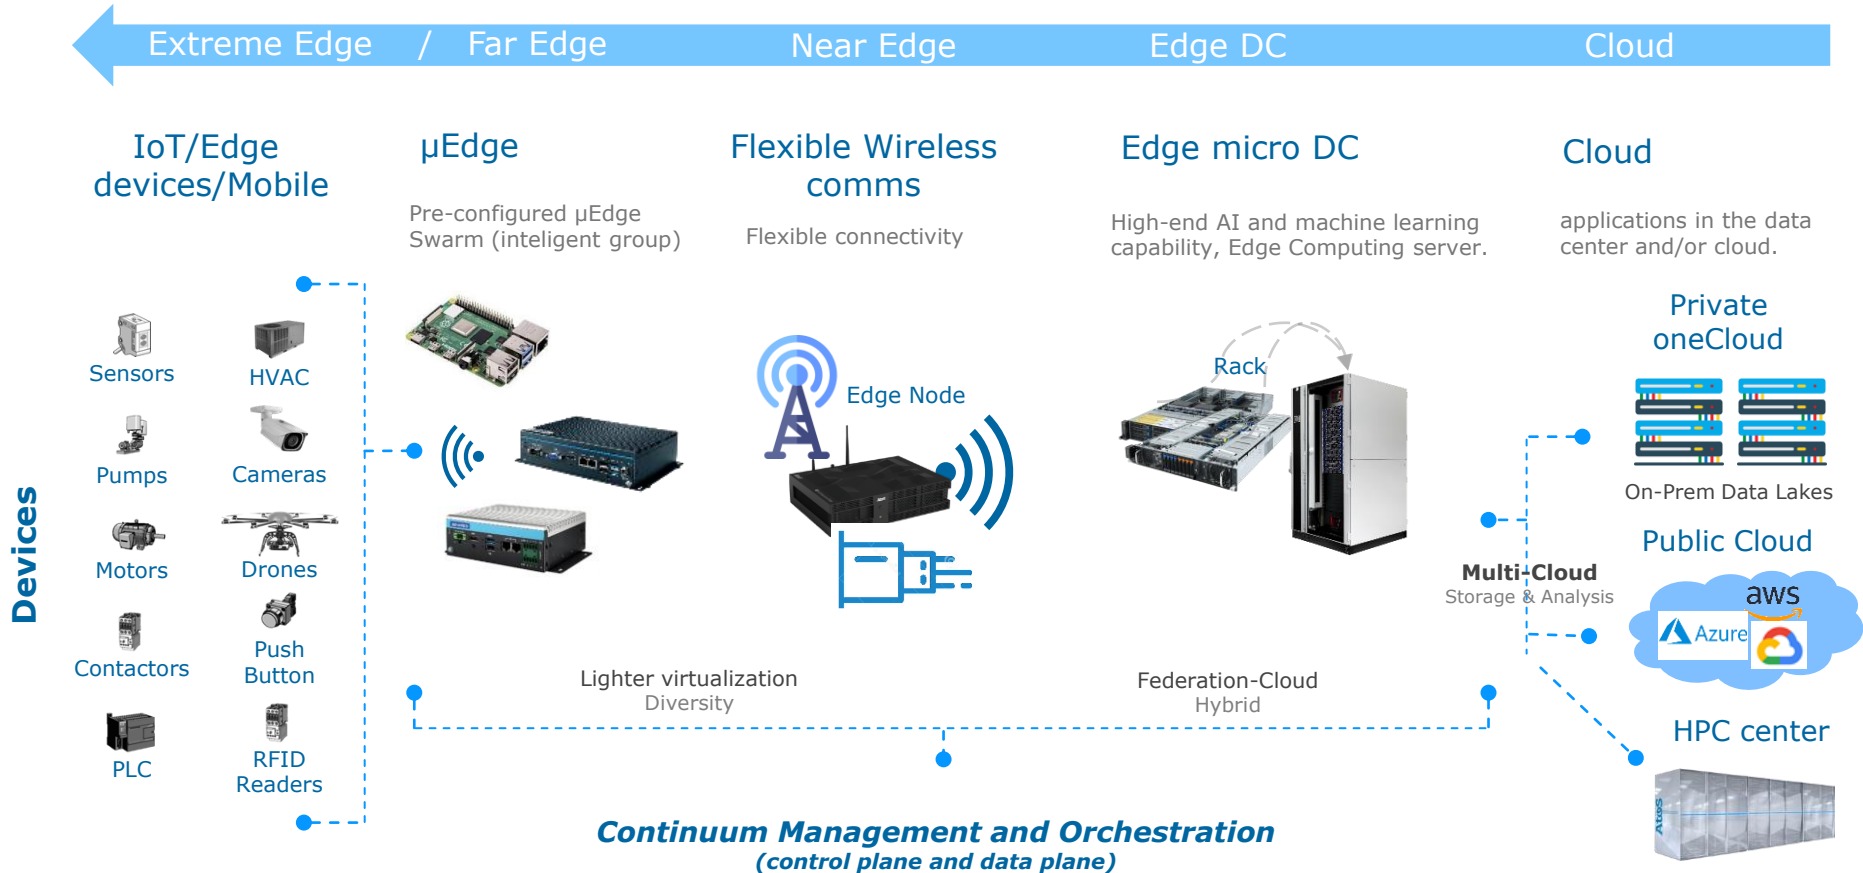 Extreme Edge / Far Edge Near Edge Edge DC Cloud
IoT/Edge
devices/Mobile
µEdge
Pre-configured µEdge
Swarm (inteligent group)
Flexible Wireless
comms
Flexible connectivity
Edge micro DC
High-end AI and machine learning
capability, Edge Computing server.
Cloud
applications in the data
center and/or cloud.
Devices
Sensors
HVAC
Pumps
Cameras
Motors
Drones
Contactors
Push
Button
PLC
RFID
Readers
Edge Node
Rack
Private
oneCloud
On-Prem Data Lakes
Multi-Cloud
Storage & Analysis
Public Cloud
aws
Azure
HPC center
Atos
Lighter virtualization
Diversity
Federation-Cloud
Hybrid
Continuum Management and Orchestration
(control plane and data plane)